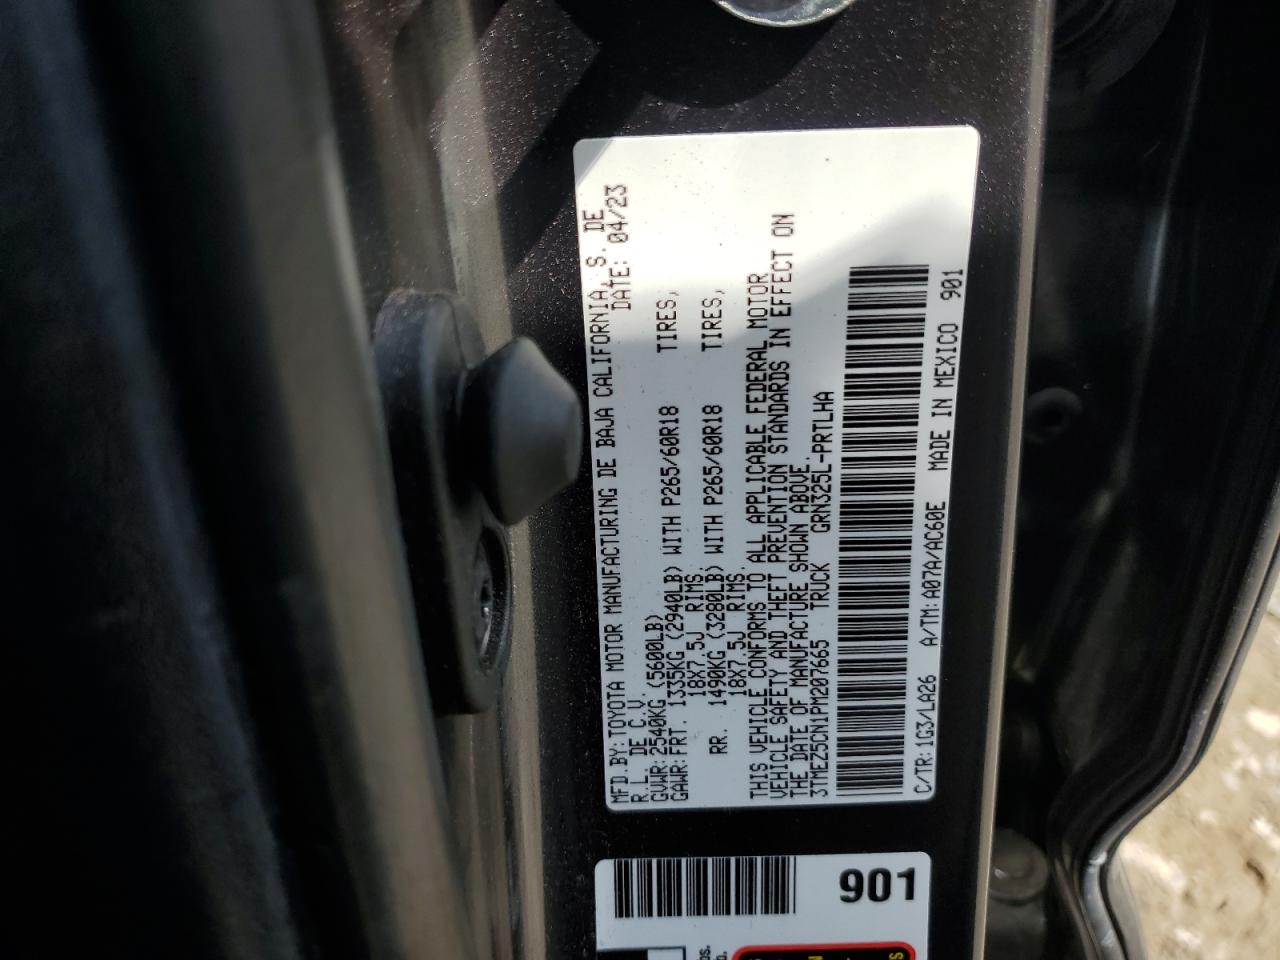 MFD.BY: TOYOTA MOTOR MANUFACTURING DE BAJA CALIFORNIA, S. DE
R.L. DE C.V. DATE: 04/23
GVWR: 2540KG (5600LB)
GAWR: FRT. 1335KG (2940LB) WITH P265/60R18 TIRES,
18X7.5J RIMS,
RR. 1490KG (3280LB) WITH P265/60R18 TIRES,
18X7.5J RIMS.
THIS VEHICLE CONFORMS TO ALL APPLICABLE FEDERAL MOTOR
VEHICLE SAFETY AND THEFT PREVENTION STANDARDS IN EFFECT ON
THE DATE OF MANUFACTURE SHOWN ABOVE.
3TMEZ5CN1PM207665 TRUCK GRN325L-PRTLHA
C/TR: 1G3/LA26 A/TM: A07A/AC60E MADE IN MEXICO 901
901